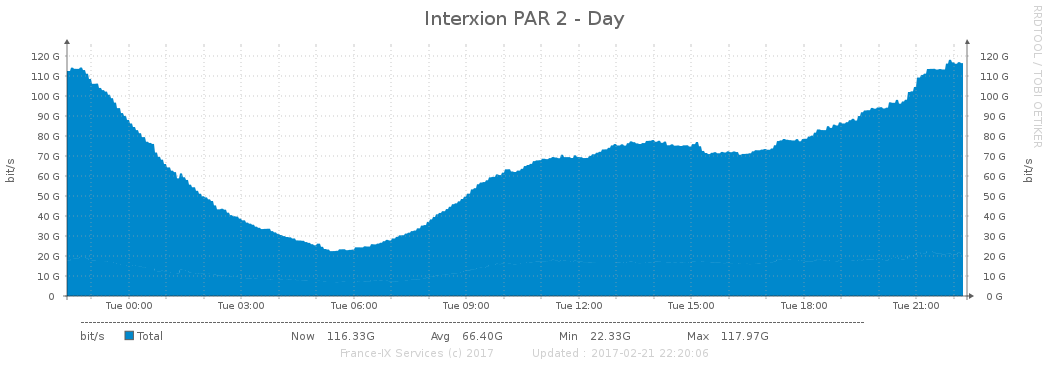 Interxion PAR 2 - Day
RRDTOOL / TOBI OETIKER
120 G 120 G
110 G 110 G
100 G 100 G
90 G 90 G
80 G 80 G
70 G 70 G
60 G 60 G
50 G 50 G
40 G 40 G
30 G 30 G
20 G 20 G
10 G 10 G
0 0 G
bit/s
bit/s
Tue 00:00 Tue 03:00 Tue 06:00 Tue 09:00 Tue 12:00 Tue 15:00 Tue 18:00 Tue 21:00
bit/s Total Now 116.33G Avg 66.40G Min 22.33G Max 117.97G
France-IX Services (c) 2017 Updated : 2017-02-21 22:20:06